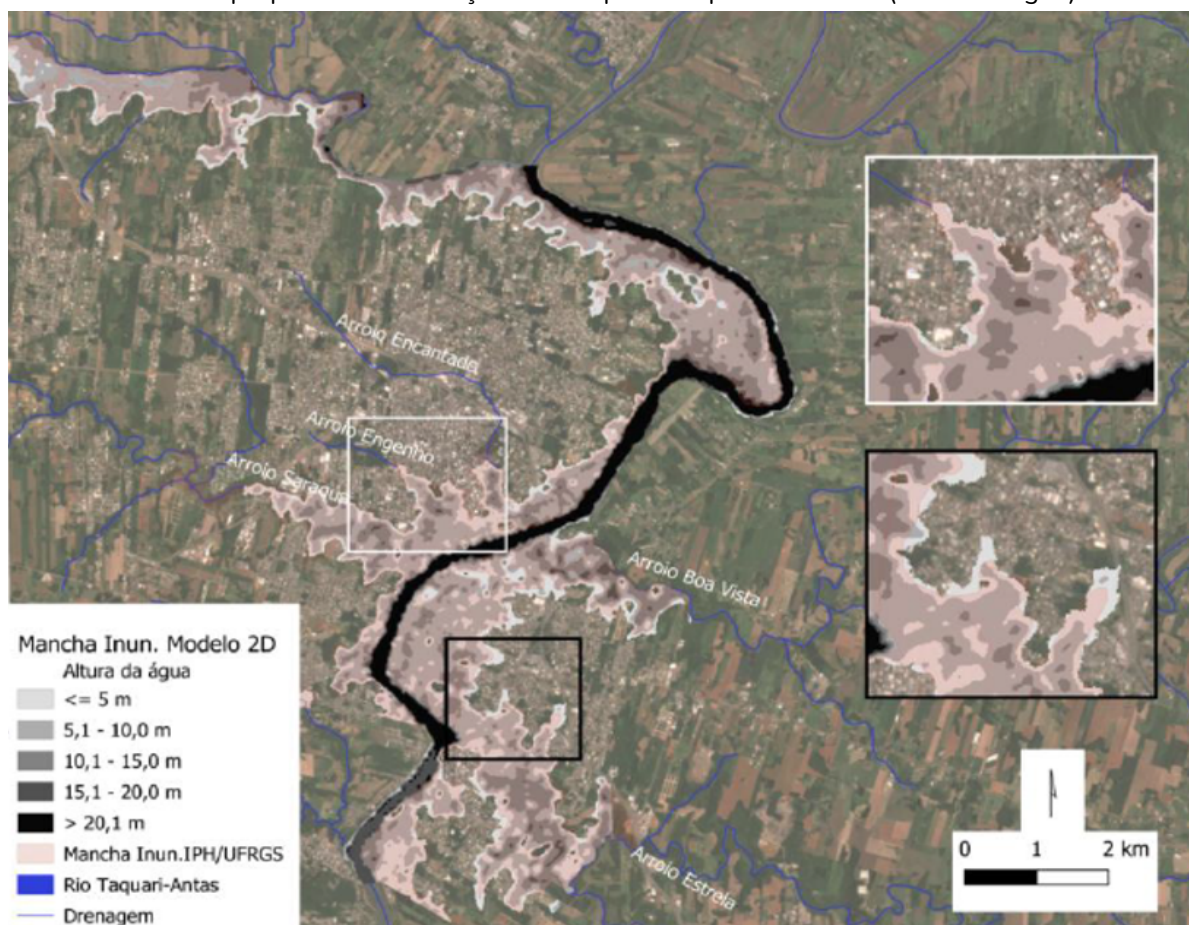 Arroio Encantado
Arroio Engenho
Arroio Saraquá
Arroio Boa Vista
Arroio Estrela
Mancha Inun. Modelo 2D
Altura da água
<= 5 m
5,1 - 10,0 m
10,1 - 15,0 m
15,1 - 20,0 m
> 20,1 m
Mancha Inun.IPH/UFRGS
Rio Taquari-Antas
Drenagem
0 1 2 km